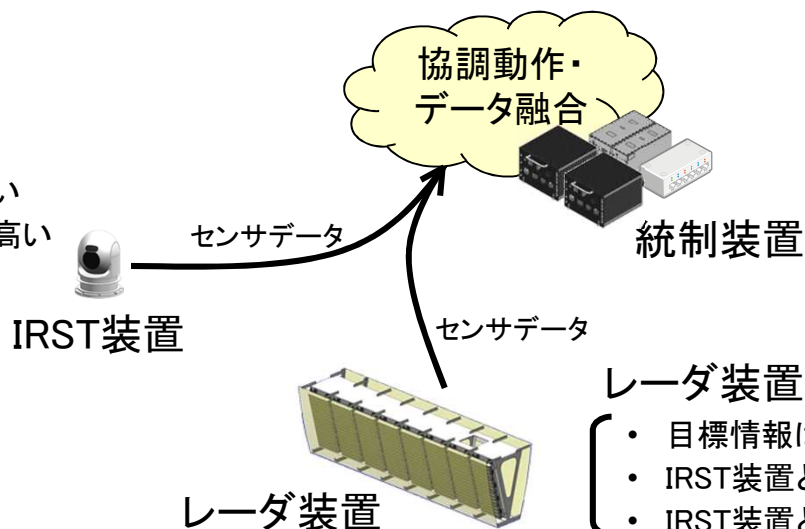 協調動作・
データ融合
い
高い
センサデータ
統制装置
IRST装置
センサデータ
レーダ装置
• 目標情報に
• IRST装置と
• IRST装置と
レーダ装置